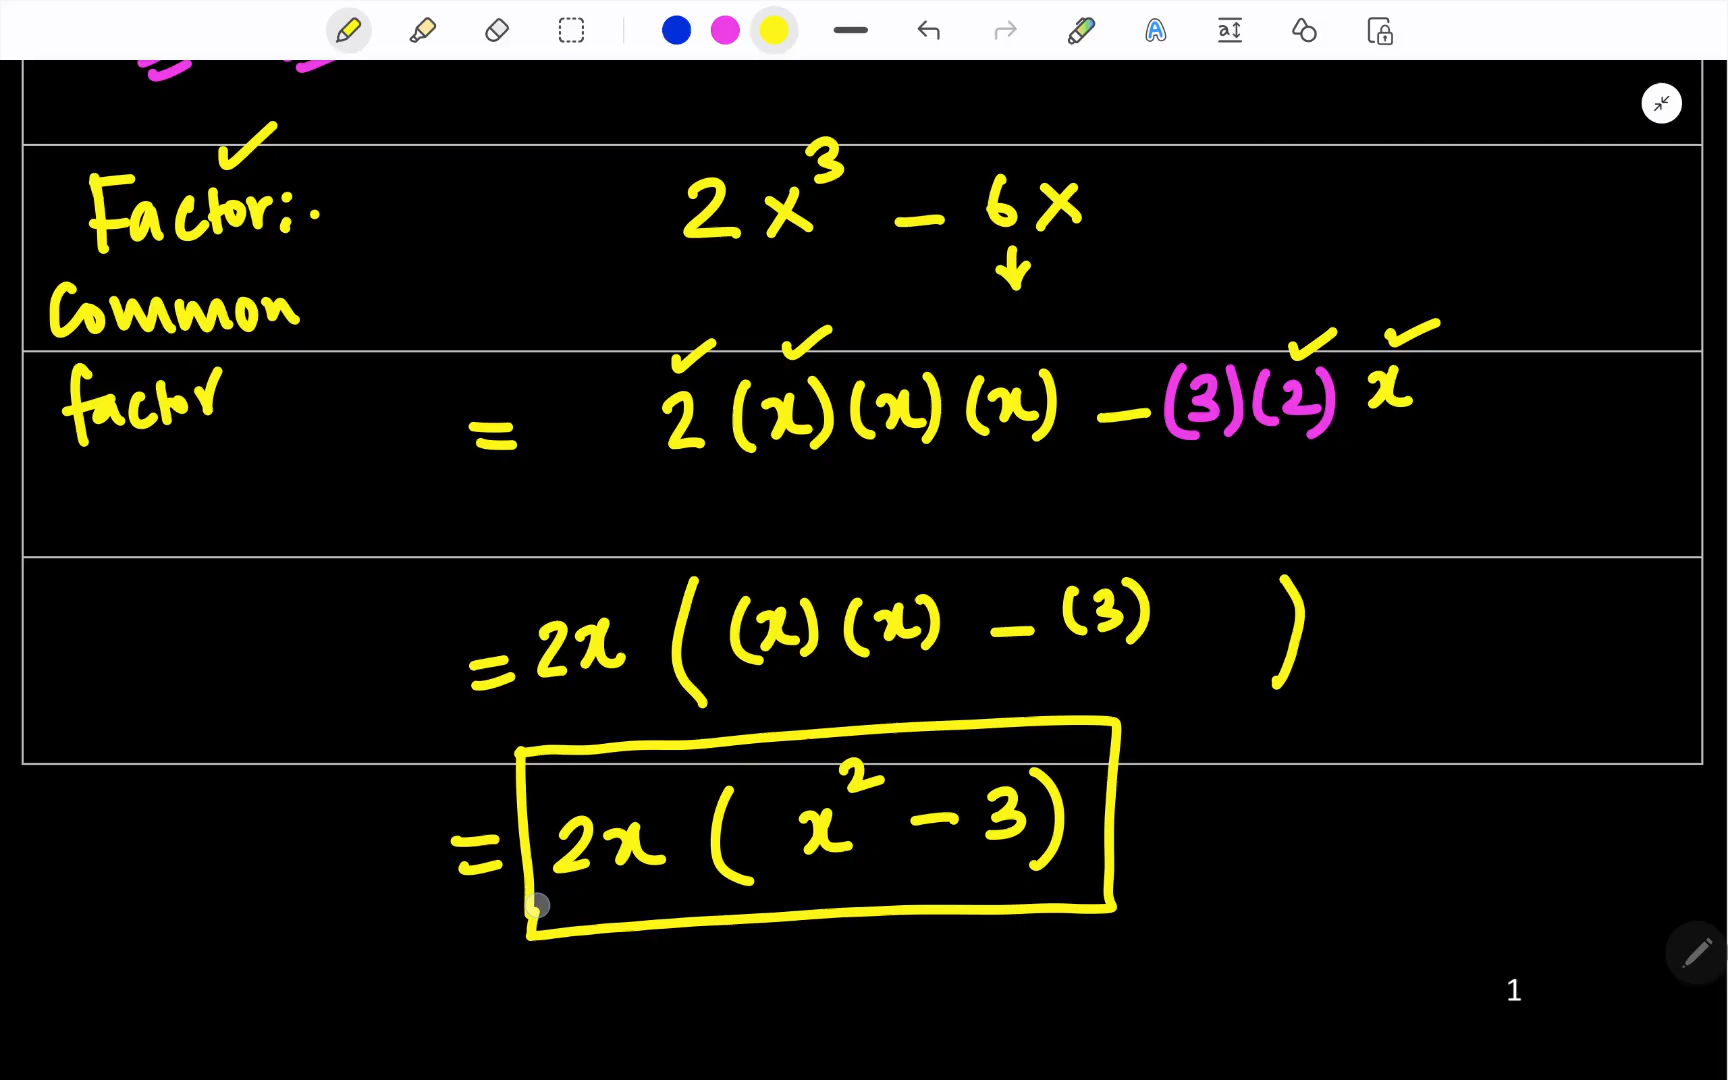 Factor:. 2x³ - 6x
↓
Common
factor = 2(x)(x)(x) - (3)(2)x
= 2x ( (x)(x) - (3) )
= 2x ( x² - 3 )
1